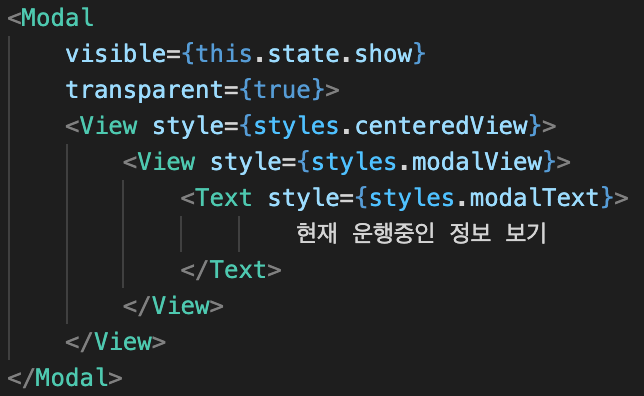 <Modal
visible={this.state.show}
transparent={true}>
<View style={styles.centeredView}>
<View style={styles.modalView}>
<Text style={styles.modalText}>
현재 운행중인 정보 보기
</Text>
</View>
</View>
</Modal>